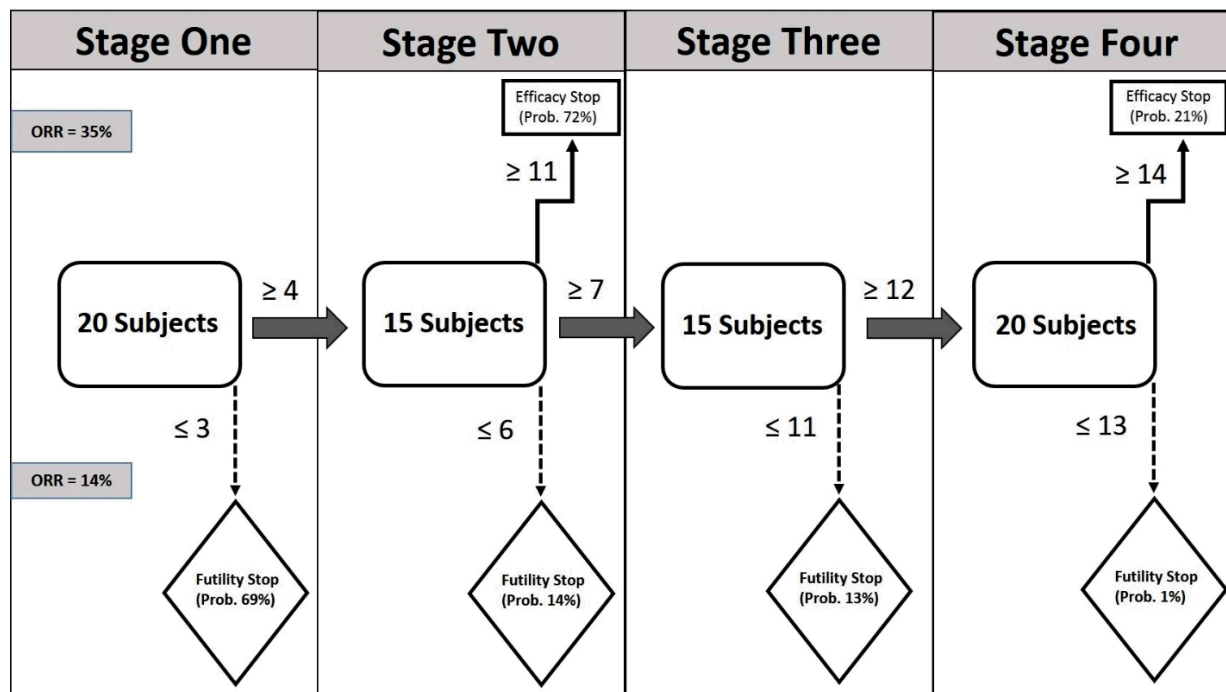 Stage One
Stage Two
Stage Three
Stage Four
ORR = 35%
Efficacy Stop
(Prob. 72%)
Efficacy Stop
(Prob. 21%)
≥ 11
≥ 14
20 Subjects
≥ 4
15 Subjects
≥ 7
15 Subjects
≥ 12
20 Subjects
≤ 3
≤ 6
≤ 11
≤ 13
ORR = 14%
Futility Stop
(Prob. 69%)
Futility Stop
(Prob. 14%)
Futility Stop
(Prob. 13%)
Futility Stop
(Prob. 1%)